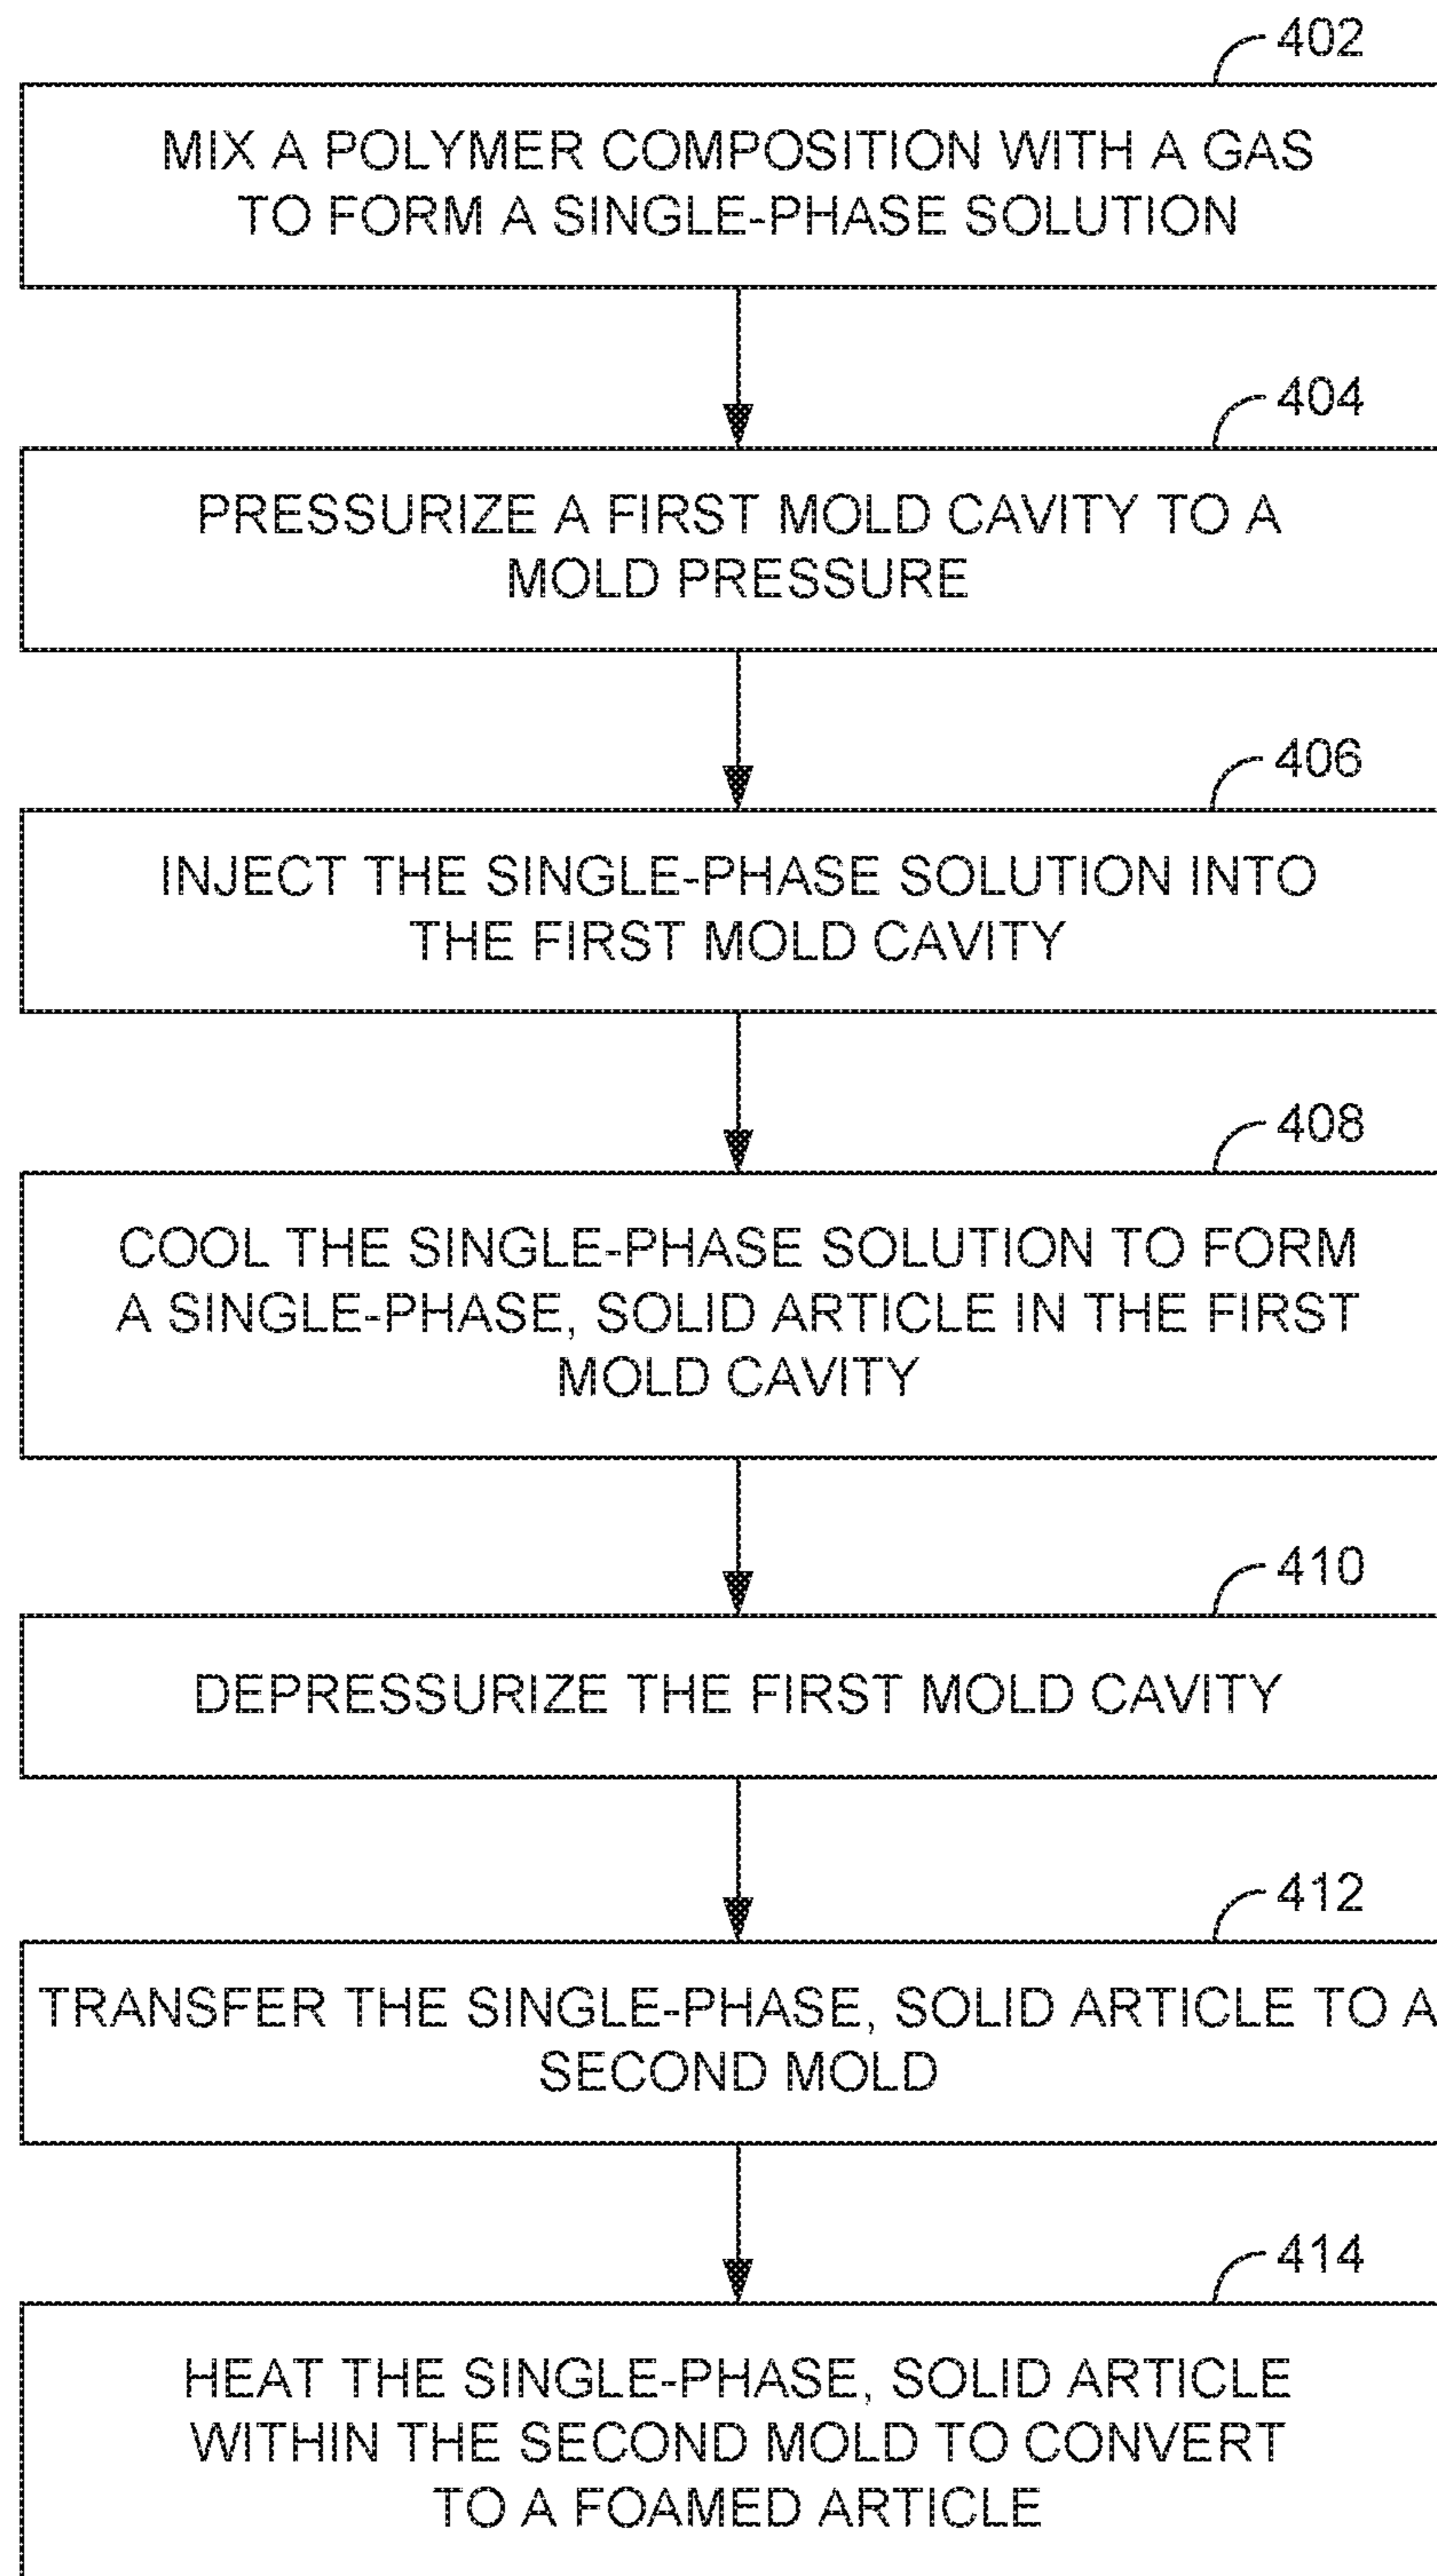 402
MIX A POLYMER COMPOSITION WITH A GAS
TO FORM A SINGLE-PHASE SOLUTION
404
PRESSURIZE A FIRST MOLD CAVITY TO A
MOLD PRESSURE
406
INJECT THE SINGLE-PHASE SOLUTION INTO
THE FIRST MOLD CAVITY
408
COOL THE SINGLE-PHASE SOLUTION TO FORM
A SINGLE-PHASE, SOLID ARTICLE IN THE FIRST
MOLD CAVITY
410
DEPRESSURIZE THE FIRST MOLD CAVITY
412
TRANSFER THE SINGLE-PHASE, SOLID ARTICLE TO A
SECOND MOLD
414
HEAT THE SINGLE-PHASE, SOLID ARTICLE
WITHIN THE SECOND MOLD TO CONVERT
TO A FOAMED ARTICLE